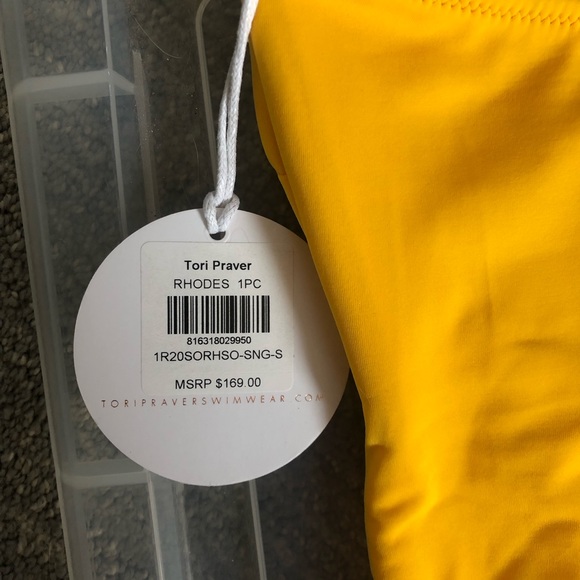 Tori Praver
RHODES 1PC
816318029950
1R20SORHSO-SNG-S
MSRP $169.00
TORIPRAVERSWIMWEAR.COM